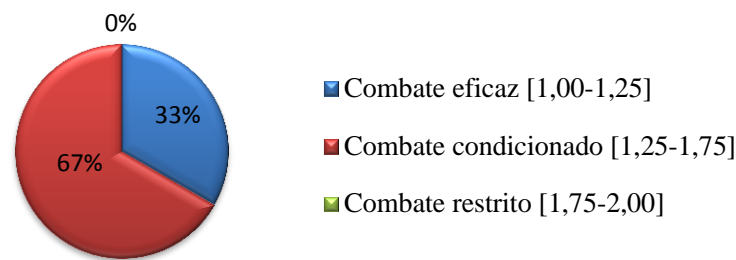 0%
33%
67%
Combate eficaz [1,00-1,25]
Combate condicionado [1,25-1,75]
Combate restrito [1,75-2,00]